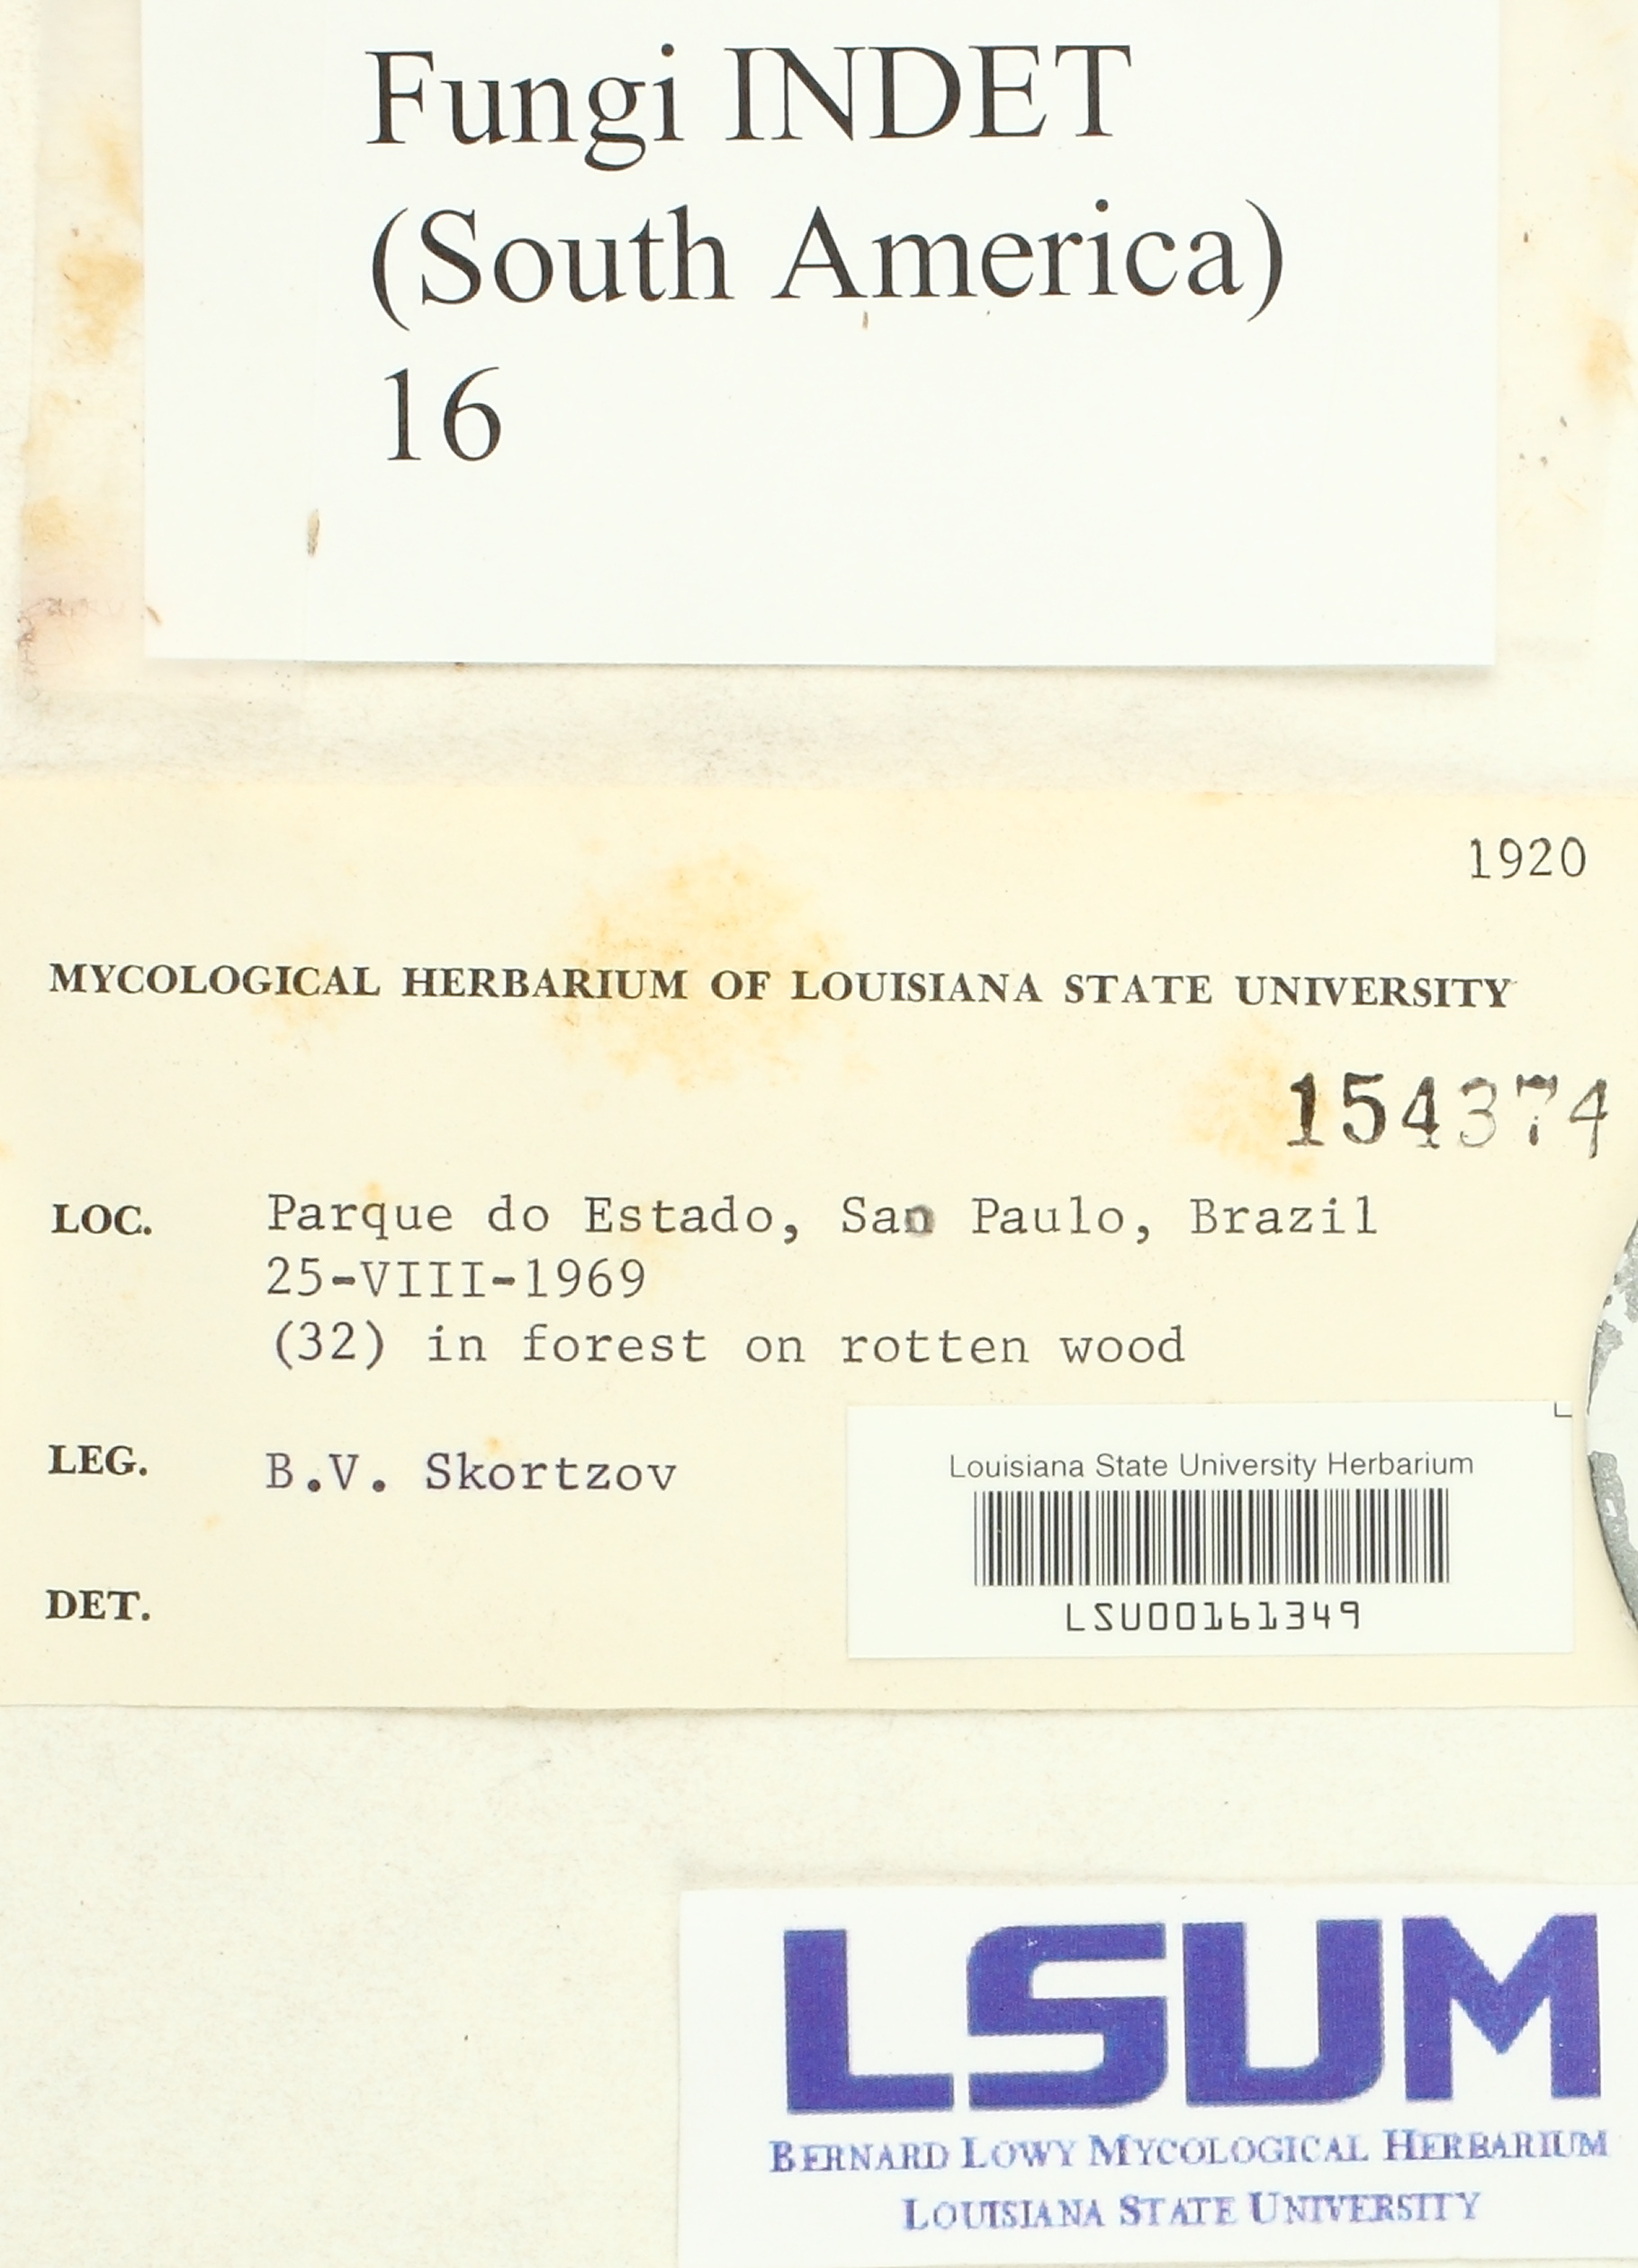 Fungi INDET
(South America)
16
1920
MYCOLOGICAL HERBARIUM OF LOUISIANA STATE UNIVERSITY
154374
LOC. Parque do Estado, Sao Paulo, Brazil
25-VIII-1969
(32) in forest on rotten wood
LEG. B.V. Skortzov
Louisiana State University Herbarium
LSU00161349
DET.
LSUM
BERNARD LOWY MYCOLOGICAL HERBARIUM
LOUISIANA STATE UNIVERSITY